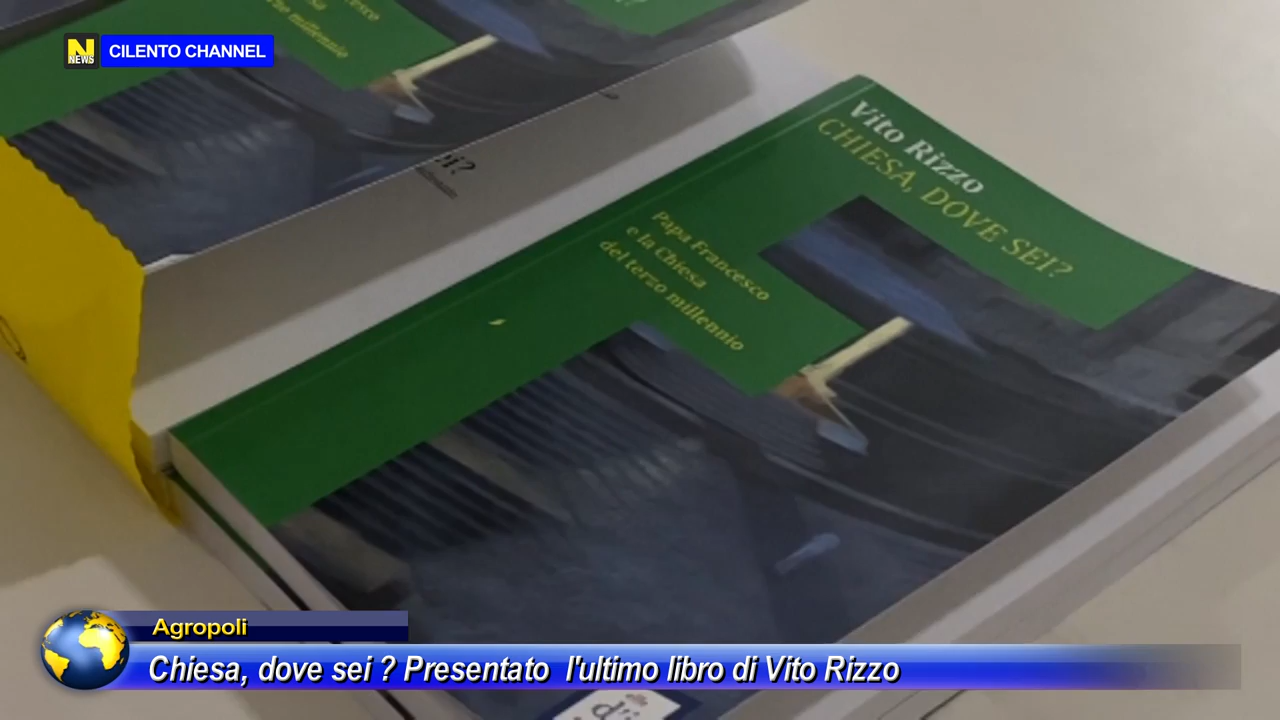 N
NEWS
CILENTO CHANNEL
Vito Rizzo
CHIESA, DOVE SEI?
Papa Francesco
e la Chiesa
del terzo millennio
millennio
Agropoli
Chiesa, dove sei ? Presentato l'ultimo libro di Vito Rizzo